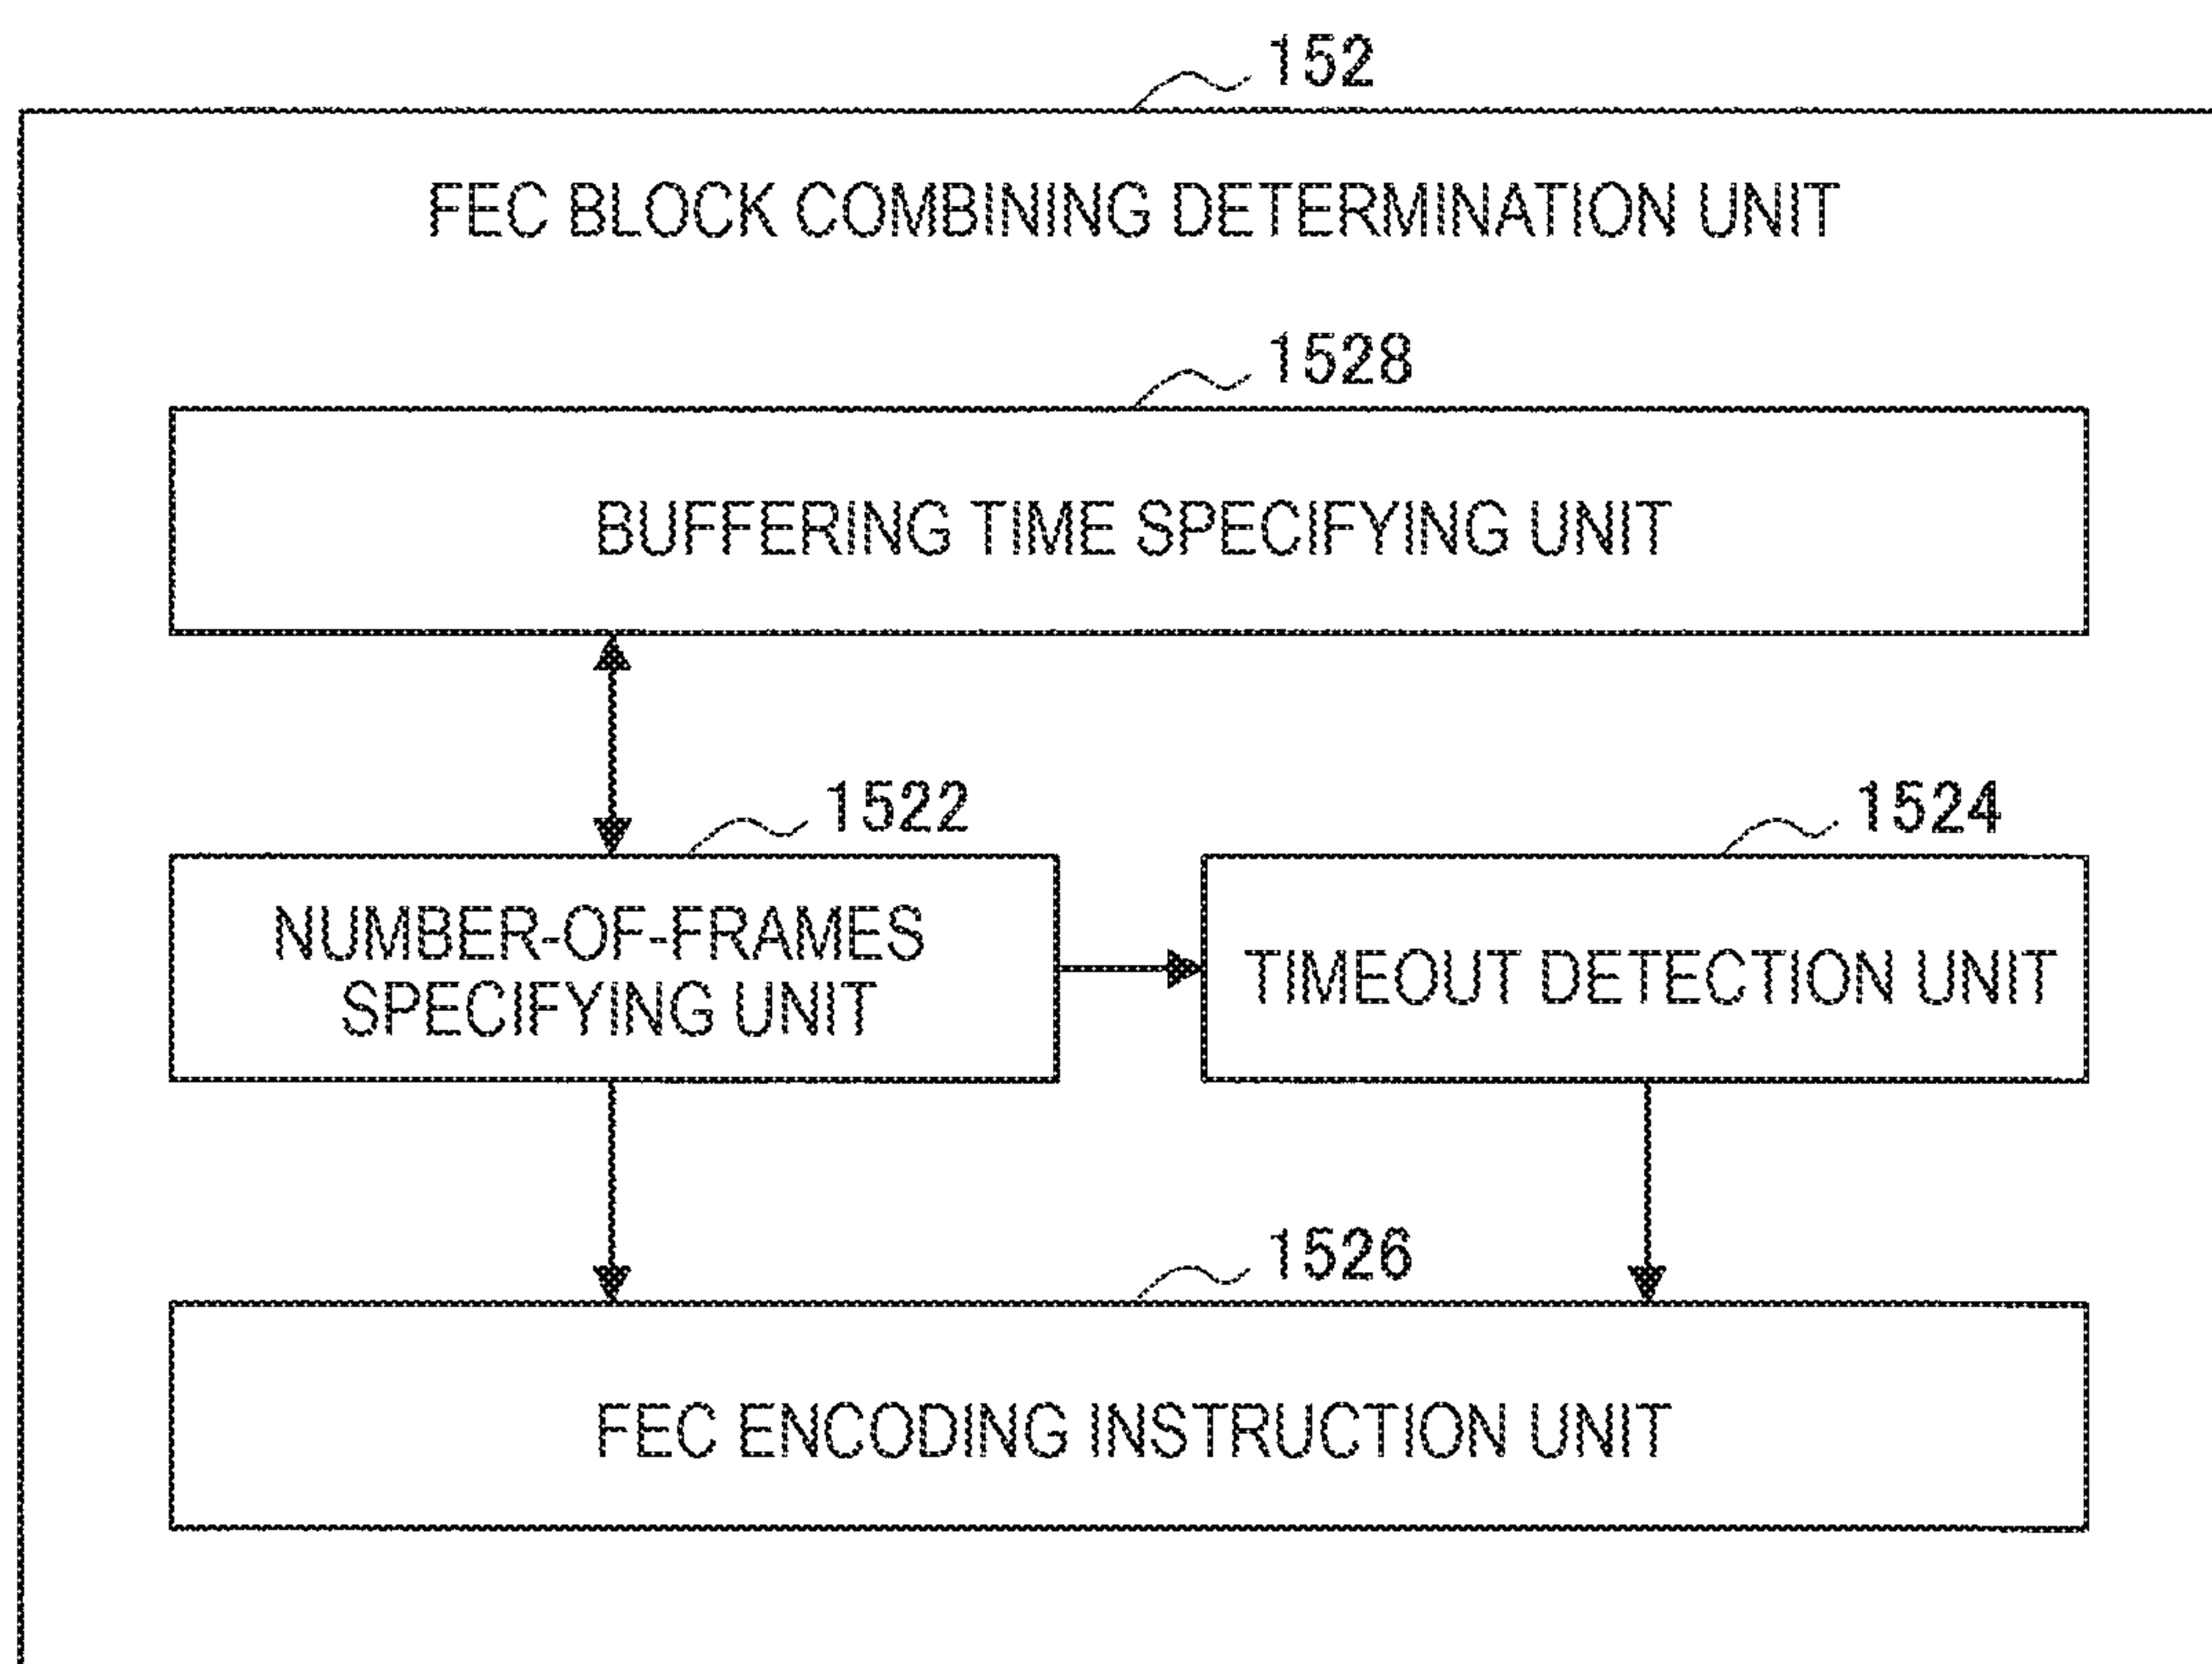 152
FEC BLOCK COMBINING DETERMINATION UNIT
1528
BUFFERING TIME SPECIFYING UNIT
1522
1524
NUMBER-OF-FRAMES
SPECIFYING UNIT
TIMEOUT DETECTION UNIT
1526
FEC ENCODING INSTRUCTION UNIT